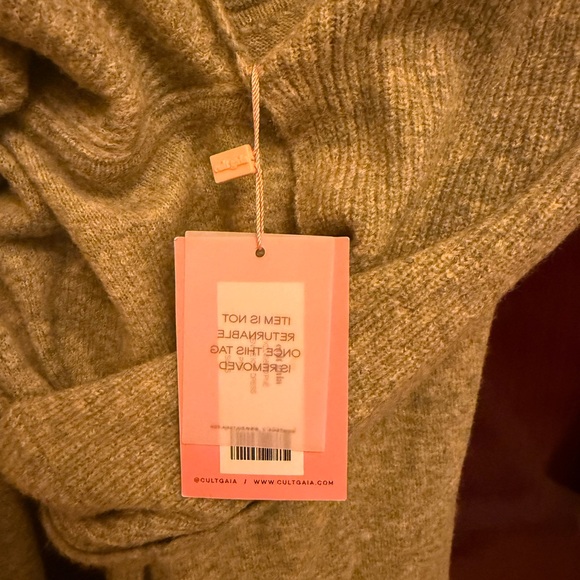 ITEM IS NOT
RETURNABLE
ONCE THIS TAG
IS REMOVED
@CULTGAIA / WWW.CULTGAIA.COM